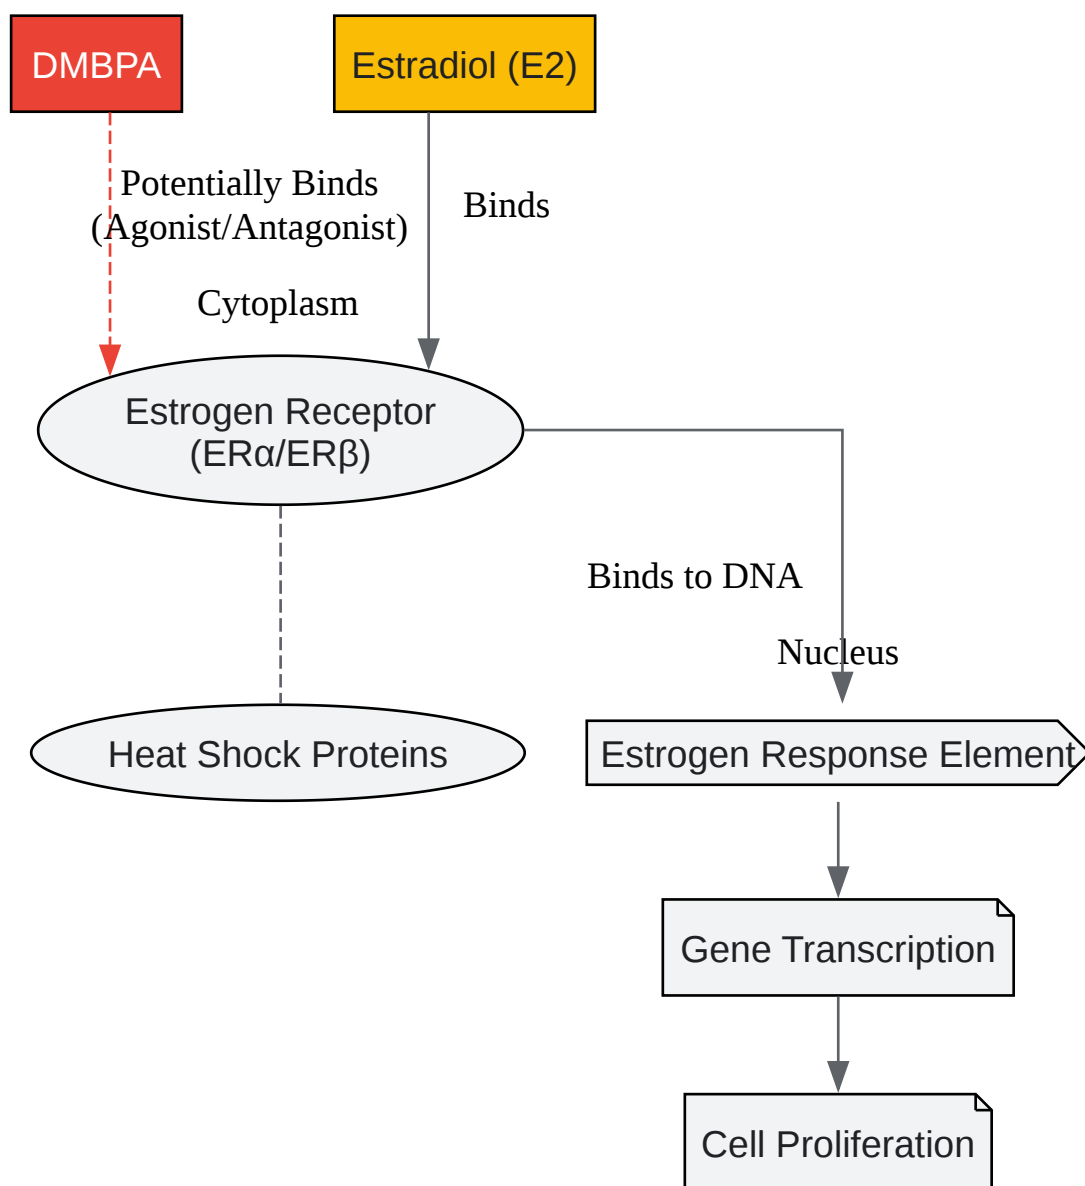 DMBPA
Estradiol (E2)
Potentially Binds
(Agonist/Antagonist)
Binds
Cytoplasm
Estrogen Receptor
(ERα/ERβ)
Binds to DNA
Nucleus
Heat Shock Proteins
Estrogen Response Element
Gene Transcription
Cell Proliferation